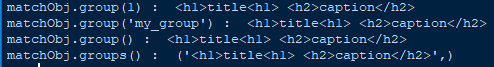 matchObj.group(1) :  <h1>title<h1> <h2>caption</h2>
matchObj.group('my_group') :  <h1>title<h1> <h2>caption</h2>
matchObj.group() :  <h1>title<h1> <h2>caption</h2>
matchObj.groups() :  ('<h1>title<h1> <h2>caption</h2>',)